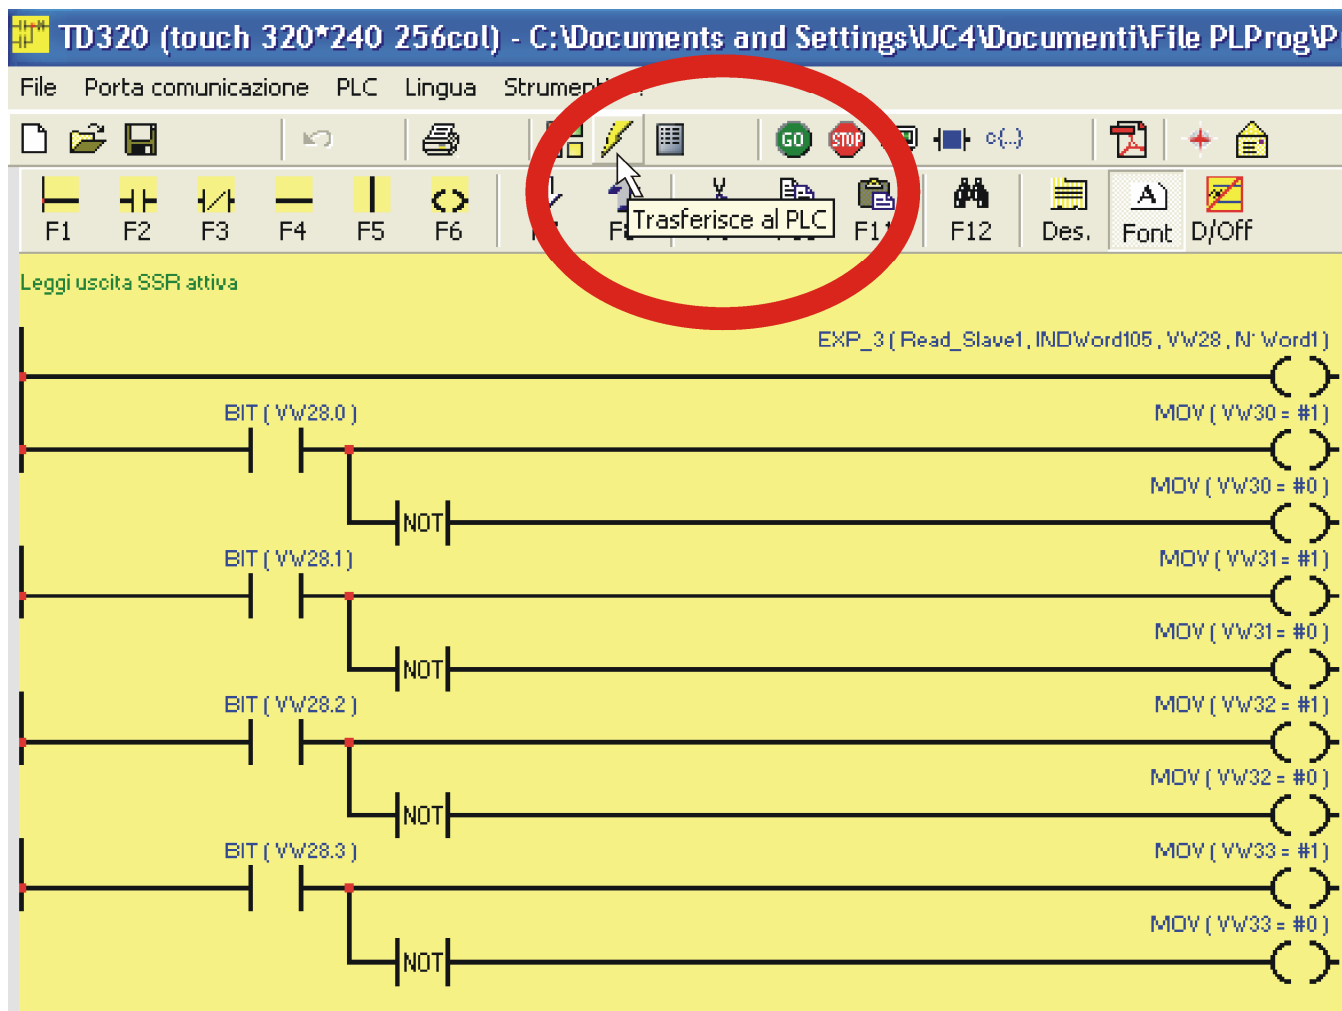 TD320 (touch 320*240 256col) - C:\Documents and Settings\UC4\Documenti\File PLProg\P
File Porta comunicazione PLC Lingua Strumenti
GO STOP c{..}
F1 F2 F3 F4 F5 F6 F11 F12 Des. Font D/Off
A)
Trasferisce al PLC
Leggi uscita SSR attiva
EXP_3 ( Read_Slave1, INDWord105 , VW28 , N° Word1 )
BIT ( VW28.0 ) MOV ( VW30 = #1 )
MOV ( VW30 = #0 )
NOT
BIT ( VW28.1 ) MOV ( VW31 = #1 )
MOV ( VW31 = #0 )
NOT
BIT ( VW28.2 ) MOV ( VW32 = #1 )
MOV ( VW32 = #0 )
NOT
BIT ( VW28.3 ) MOV ( VW33 = #1 )
MOV ( VW33 = #0 )
NOT